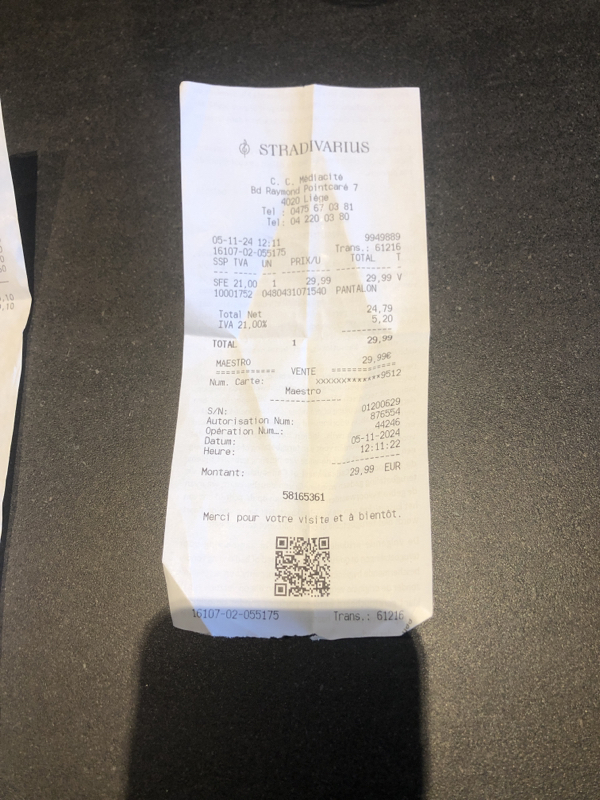 STRADIVARIUS
C. C. Médiacité
Bd Raymond Pointcaré 7
4020 Liège
Tel : 0475 67 03 81
Tel: 04 220 03 80
05-11-24 12:11 9949889
16107-02-055175 Trans.: 61216
SSP TVA UN PRIX/U TOTAL T
SFE 21,00 1 29,99 29,99 V
10001752 0480431071540 PANTALON
Total Net 24,79
IVA 21,00% 5,20
TOTAL 1 29,99
MAESTRO 29,99€
============ VENTE ============
Num. Carte: xxxxxx*******9512
Maestro
S/N: 01200629
Autorisation Num: 876554
Opération Num.: 44246
Datum: 05-11-2024
Heure: 12:11:22
Montant: 29,99 EUR
58165361
Merci pour votre visite et à bientôt.
16107-02-055175 Trans.: 61216